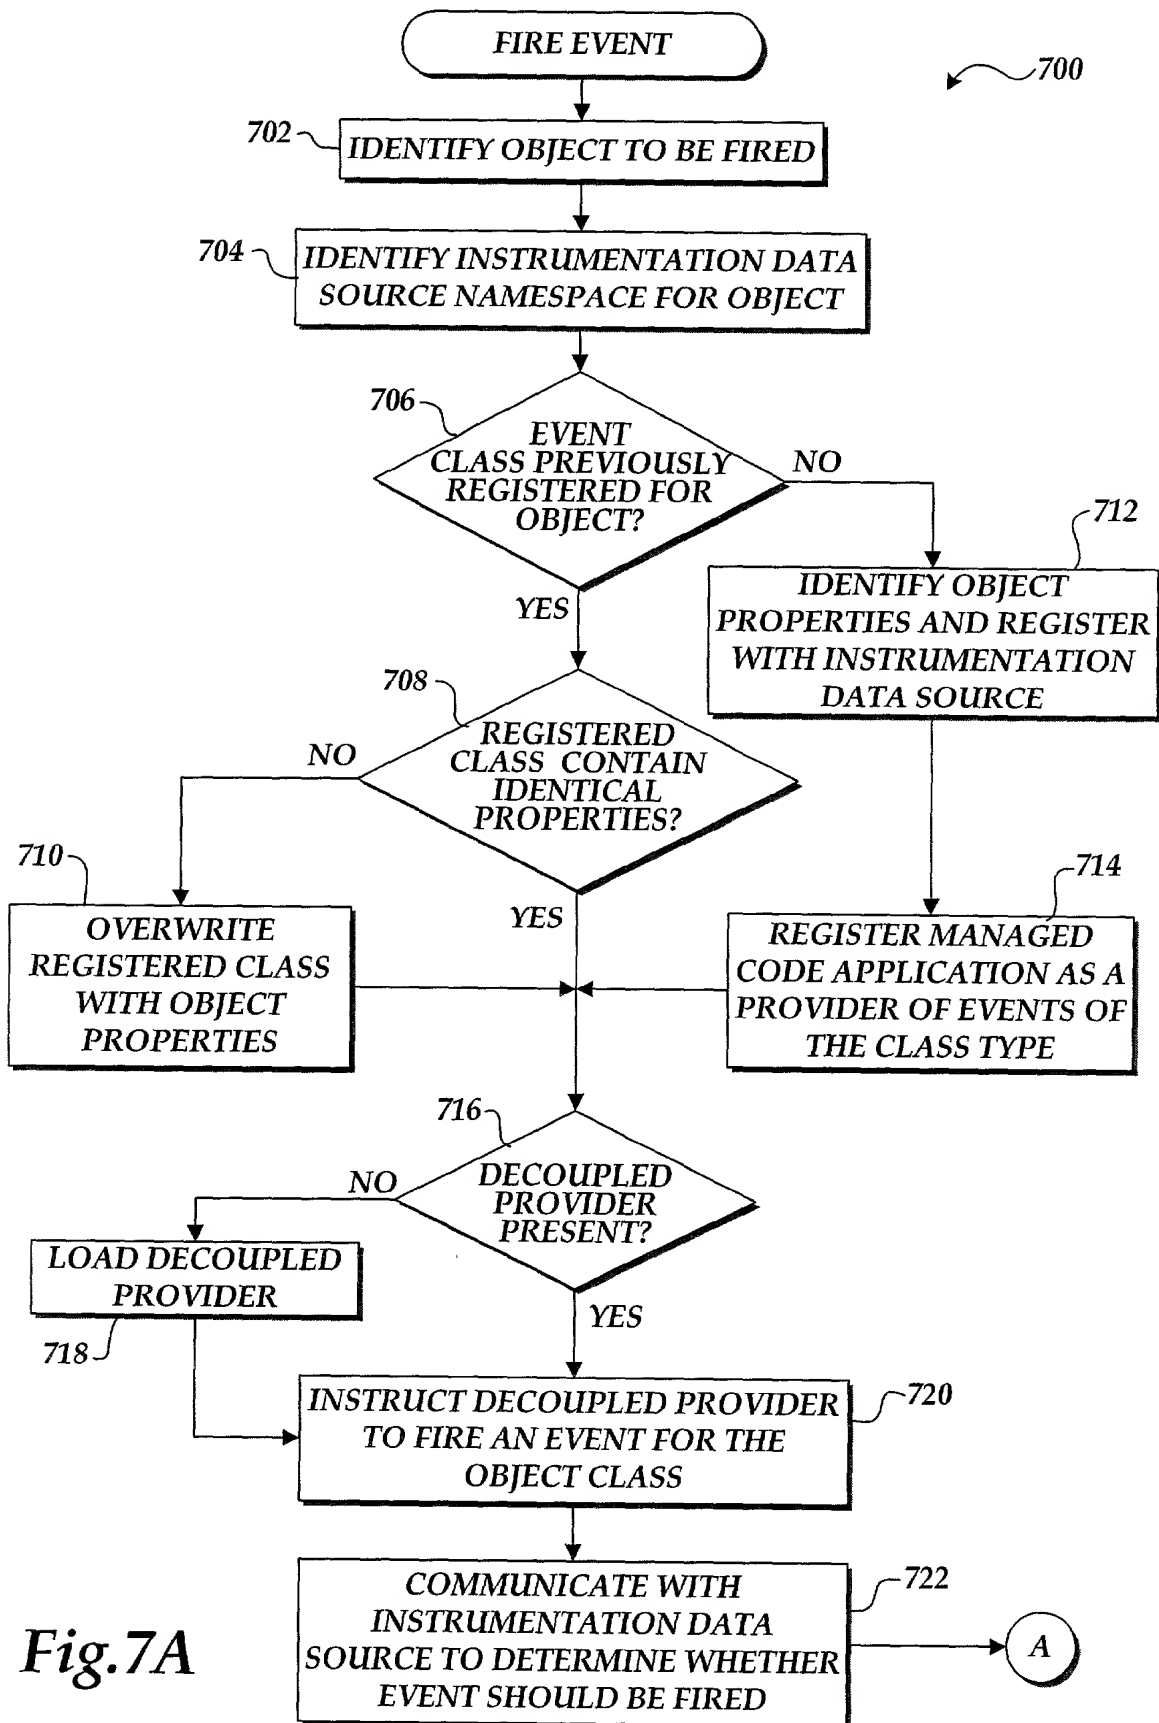 FIRE EVENT
700
702
IDENTIFY OBJECT TO BE FIRED
704
IDENTIFY INSTRUMENTATION DATA
SOURCE NAMESPACE FOR OBJECT
706
EVENT
CLASS PREVIOUSLY
REGISTERED FOR
OBJECT?
NO
YES
712
IDENTIFY OBJECT
PROPERTIES AND REGISTER
WITH INSTRUMENTATION
DATA SOURCE
708
REGISTERED
CLASS CONTAIN
IDENTICAL
PROPERTIES?
NO
YES
710
OVERWRITE
REGISTERED CLASS
WITH OBJECT
PROPERTIES
714
REGISTER MANAGED
CODE APPLICATION AS A
PROVIDER OF EVENTS OF
THE CLASS TYPE
716
DECOUPLED
PROVIDER
PRESENT?
NO
YES
LOAD DECOUPLED
PROVIDER
718
INSTRUCT DECOUPLED PROVIDER
TO FIRE AN EVENT FOR THE
OBJECT CLASS
720
COMMUNICATE WITH
INSTRUMENTATION DATA
SOURCE TO DETERMINE WHETHER
EVENT SHOULD BE FIRED
722
A
Fig.7A